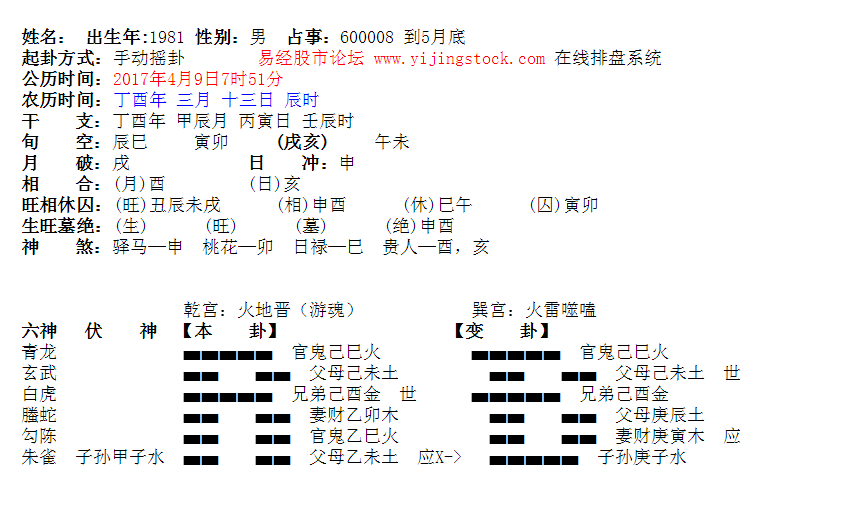 姓名： 出生年:1981 性别：男 占事：600008 到5月底
起卦方式：手动摇卦 易经股市论坛 www.yijingstock.com 在线排盘系统
公历时间：2017年4月9日7时51分
农历时间：丁酉年 三月 十三日 辰时
干 支：丁酉年 甲辰月 丙寅日 壬辰时
旬 空：辰巳 寅卯 (戌亥) 午未
月 破：戌 日 冲：申
相 合：(月)酉 (日)亥
旺相休囚：(旺)丑辰未戌 (相)申酉 (休)巳午 (囚)寅卯
生旺墓绝：(生) (旺) (墓) (绝)申酉
神 煞：驿马—申 桃花—卯 日禄—巳 贵人—酉，亥
乾宫：火地晋（游魂） 巽宫：火雷噬嗑
六神 伏 神 【本 卦】 【变 卦】
青龙 官鬼己巳火 官鬼己巳火
玄武 父母己未土 父母己未土 世
白虎 兄弟己酉金 世 兄弟己酉金
螣蛇 妻财乙卯木 父母庚辰土
勾陈 官鬼乙巳火 妻财庚寅木 应
朱雀 子孙甲子水 父母乙未土 应X-> 子孙庚子水